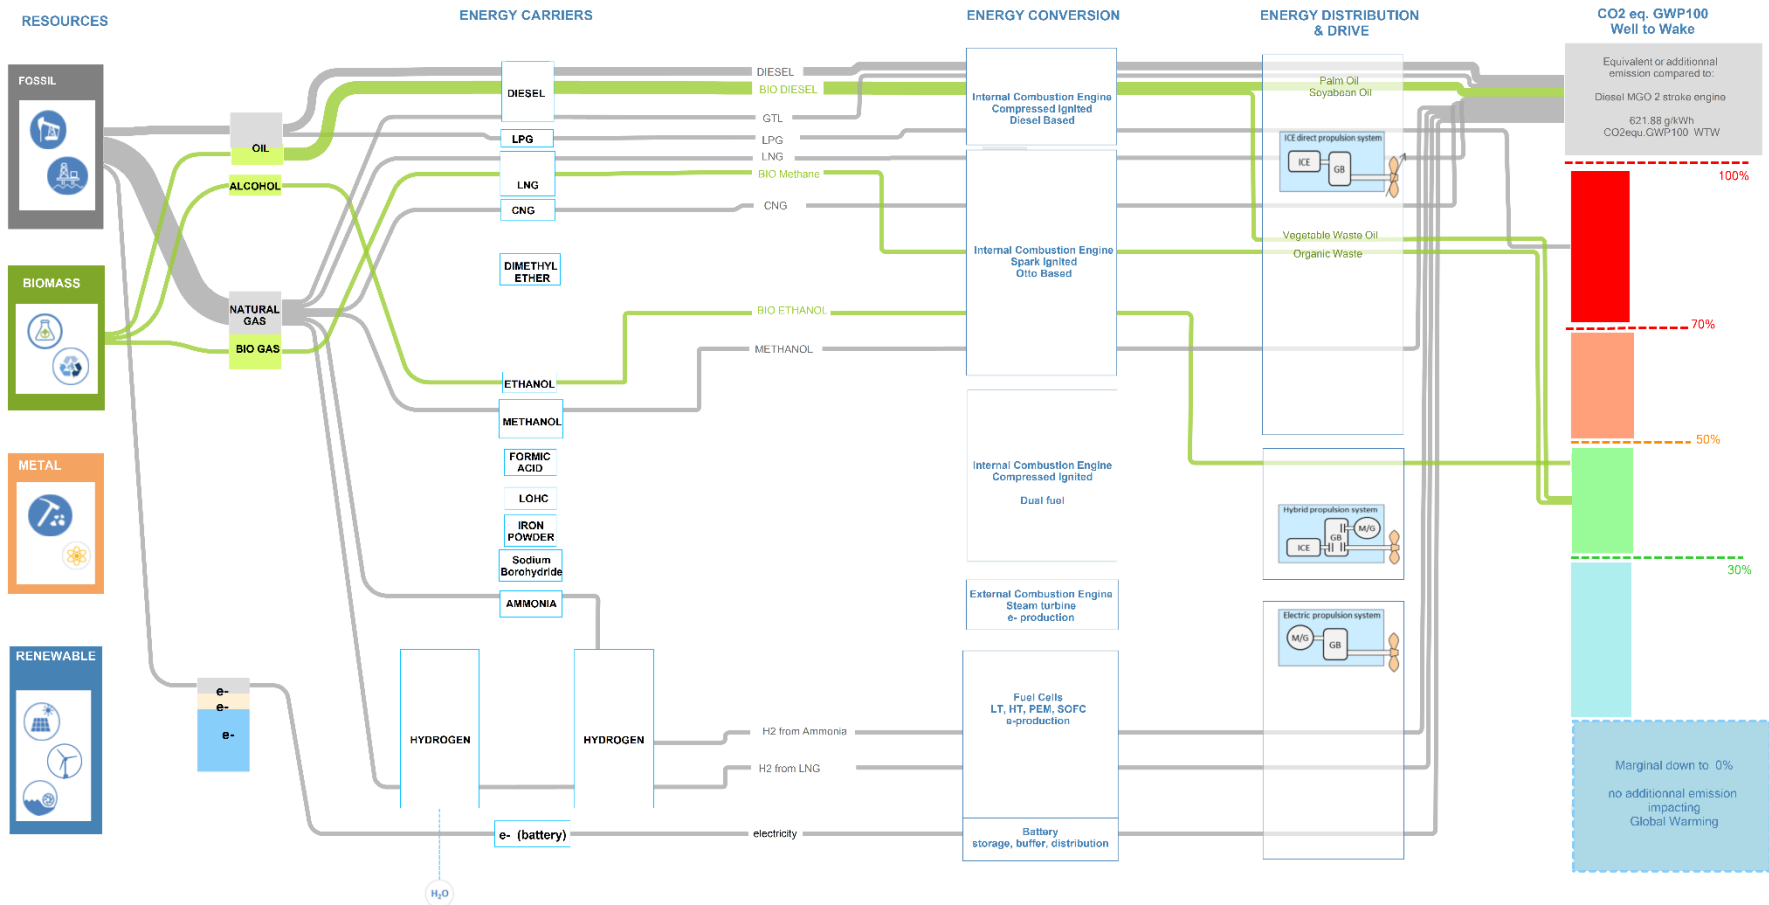 RESOURCES
ENERGY CARRIERS
ENERGY CONVERSION
ENERGY DISTRIBUTION
& DRIVE
CO2 eq. GWP100
Well to Wake
FOSSIL
BIOMASS
METAL
RENEWABLE
OIL
ALCOHOL
NATURAL
GAS
BIO GAS
e-
e-
e-
DIESEL
LPG
LNG
CNG
DIMETHYL
ETHER
ETHANOL
METHANOL
FORMIC
ACID
LOHC
IRON
POWDER
Sodium
Borohydride
AMMONIA
HYDROGEN
HYDROGEN
e- (battery)
H2O
DIESEL
BIO DIESEL
GTL
LPG
LNG
BIO Methane
CNG
BIO ETHANOL
METHANOL
H2 from Ammonia
H2 from LNG
electricity
Internal Combustion Engine
Compressed Ignited
Diesel Based
Internal Combustion Engine
Spark Ignited
Otto Based
Internal Combustion Engine
Compressed Ignited
Dual fuel
External Combustion Engine
Steam turbine
e- production
Fuel Cells
LT, HT, PEM, SOFC
e-production
Battery
storage, buffer, distribution
Palm Oil
Soyabean Oil
ICE direct propulsion system
ICE
GB
Vegetable Waste Oil
Organic Waste
Hybrid propulsion system
M/G
GB
ICE
Electric propulsion system
M/G
GB
Equivalent or additionnal
emission compared to:
Diesel MGO 2 stroke engine
621.88 g/kWh
CO2equ.GWP100 WTW
100%
70%
50%
30%
Marginal down to 0%
no additionnal emission
impacting
Global Warming